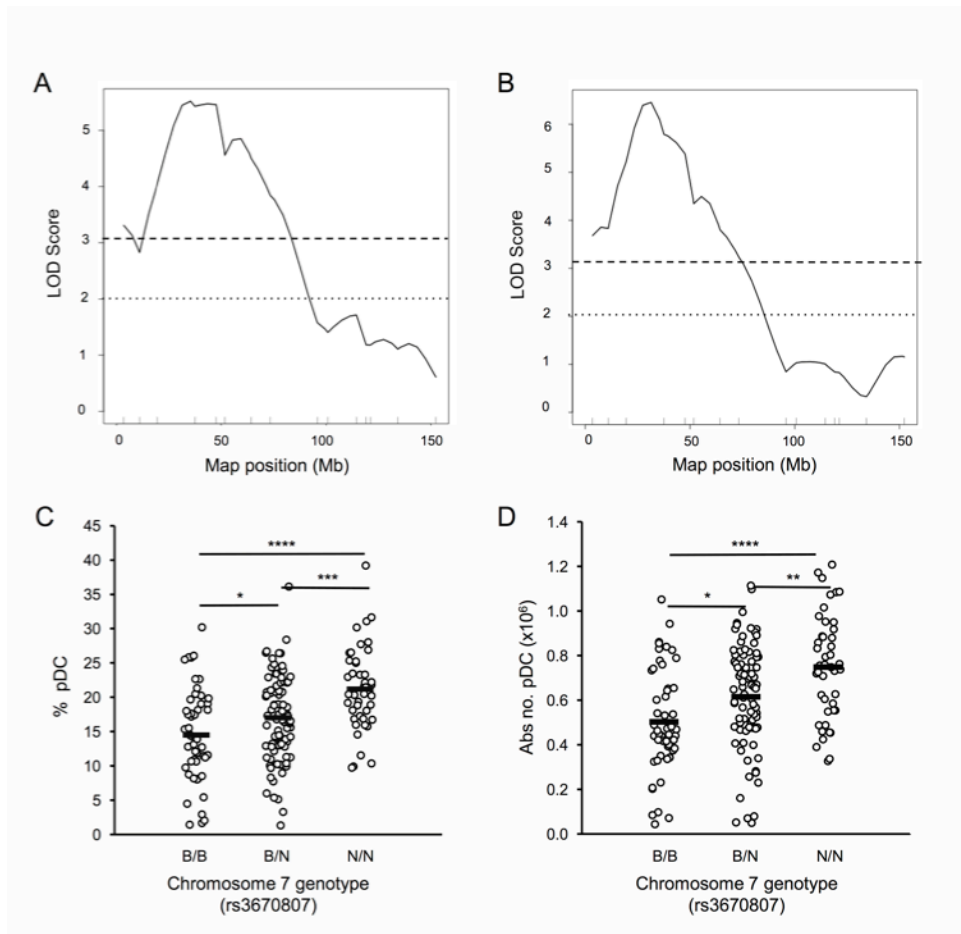 A
LOD Score
5
4
3
2
1
0
0
50
100
150
Map position (Mb)
B
LOD Score
6
5
4
3
2
1
0
0
50
100
150
Map position (Mb)
C
% pDC
45
40
35
30
25
20
15
10
5
0
****
***
*
B/B B/N N/N
Chromosome 7 genotype
(rs3670807)
D
Abs no. pDC (x10⁶)
1.4
1.2
1.0
0.8
0.6
0.4
0.2
0.0
****
**
*
B/B B/N N/N
Chromosome 7 genotype
(rs3670807)